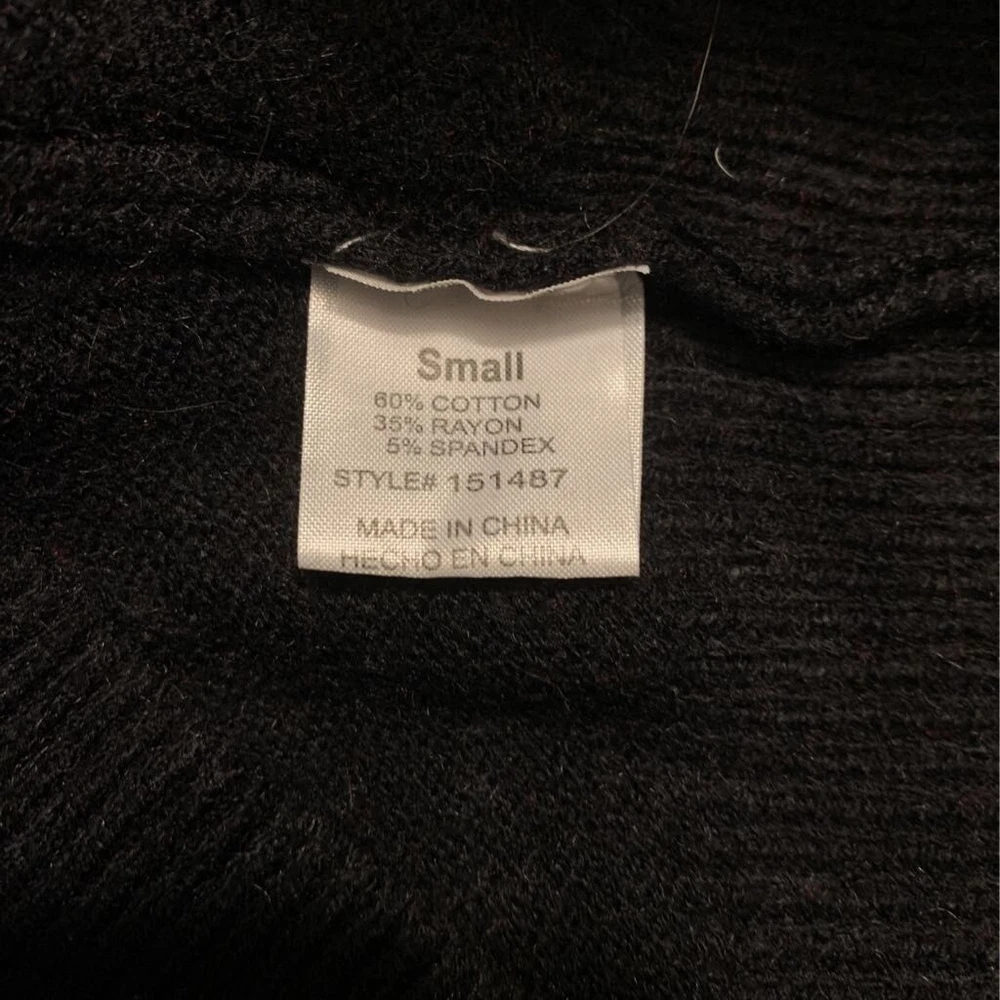 Small
60% COTTON
35% RAYON
5% SPANDEX
STYLE# 151487
MADE IN CHINA
HECHO EN CHINA